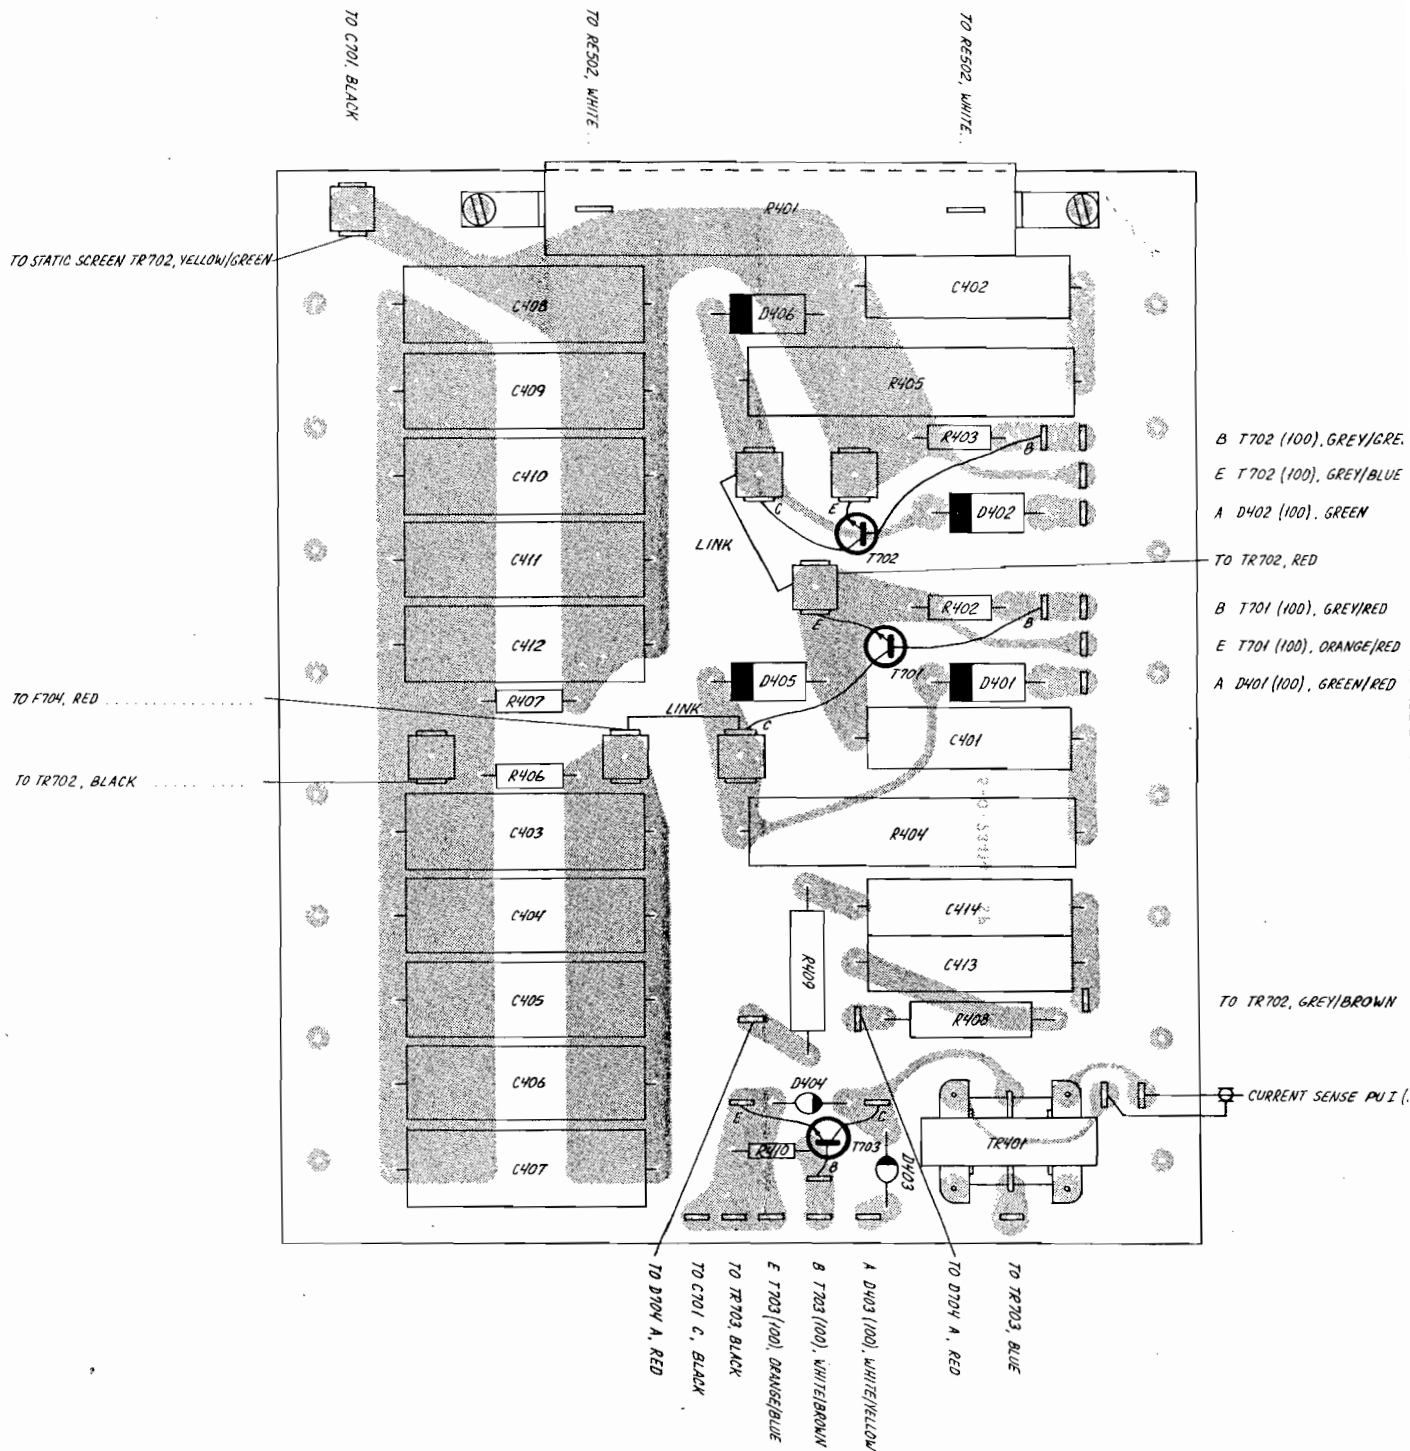 TO C701, BLACK
TO RE502, WHITE
TO RE502, WHITE
R401
TO STATIC SCREEN TR702, YELLOW/GREEN
C402
C408
D406
R405
C409
R403
B
B T702 (100), GREY/GRE
C410
E T702 (100), GREY/BLUE
C
E
D402
A D402 (100), GREEN
LINK
T702
C411
TO TR702, RED
R402
B T701 (100), GREY/RED
E
B
C412
E T701 (100), ORANGE/RED
T701
D405
D401
A D401 (100), GREEN/RED
TO F704, RED
R407
LINK
C
C401
R406
TO TR702, BLACK
C403
R404
C404
C414
26
C413
R409
C405
TO TR702, GREY/BROWN
R408
C406
D404
CURRENT SENSE PU I (.
E
C
R410
T703
TR401
B
D403
C407
TO D704 A, RED
TO C701 C, BLACK
TO TR703, BLACK
E T703 (100), ORANGE/BLUE
B T703 (100), WHITE/BROWN
A D403 (100), WHITE/YELLOW
TO D704 A, RED
TO TR703, BLUE